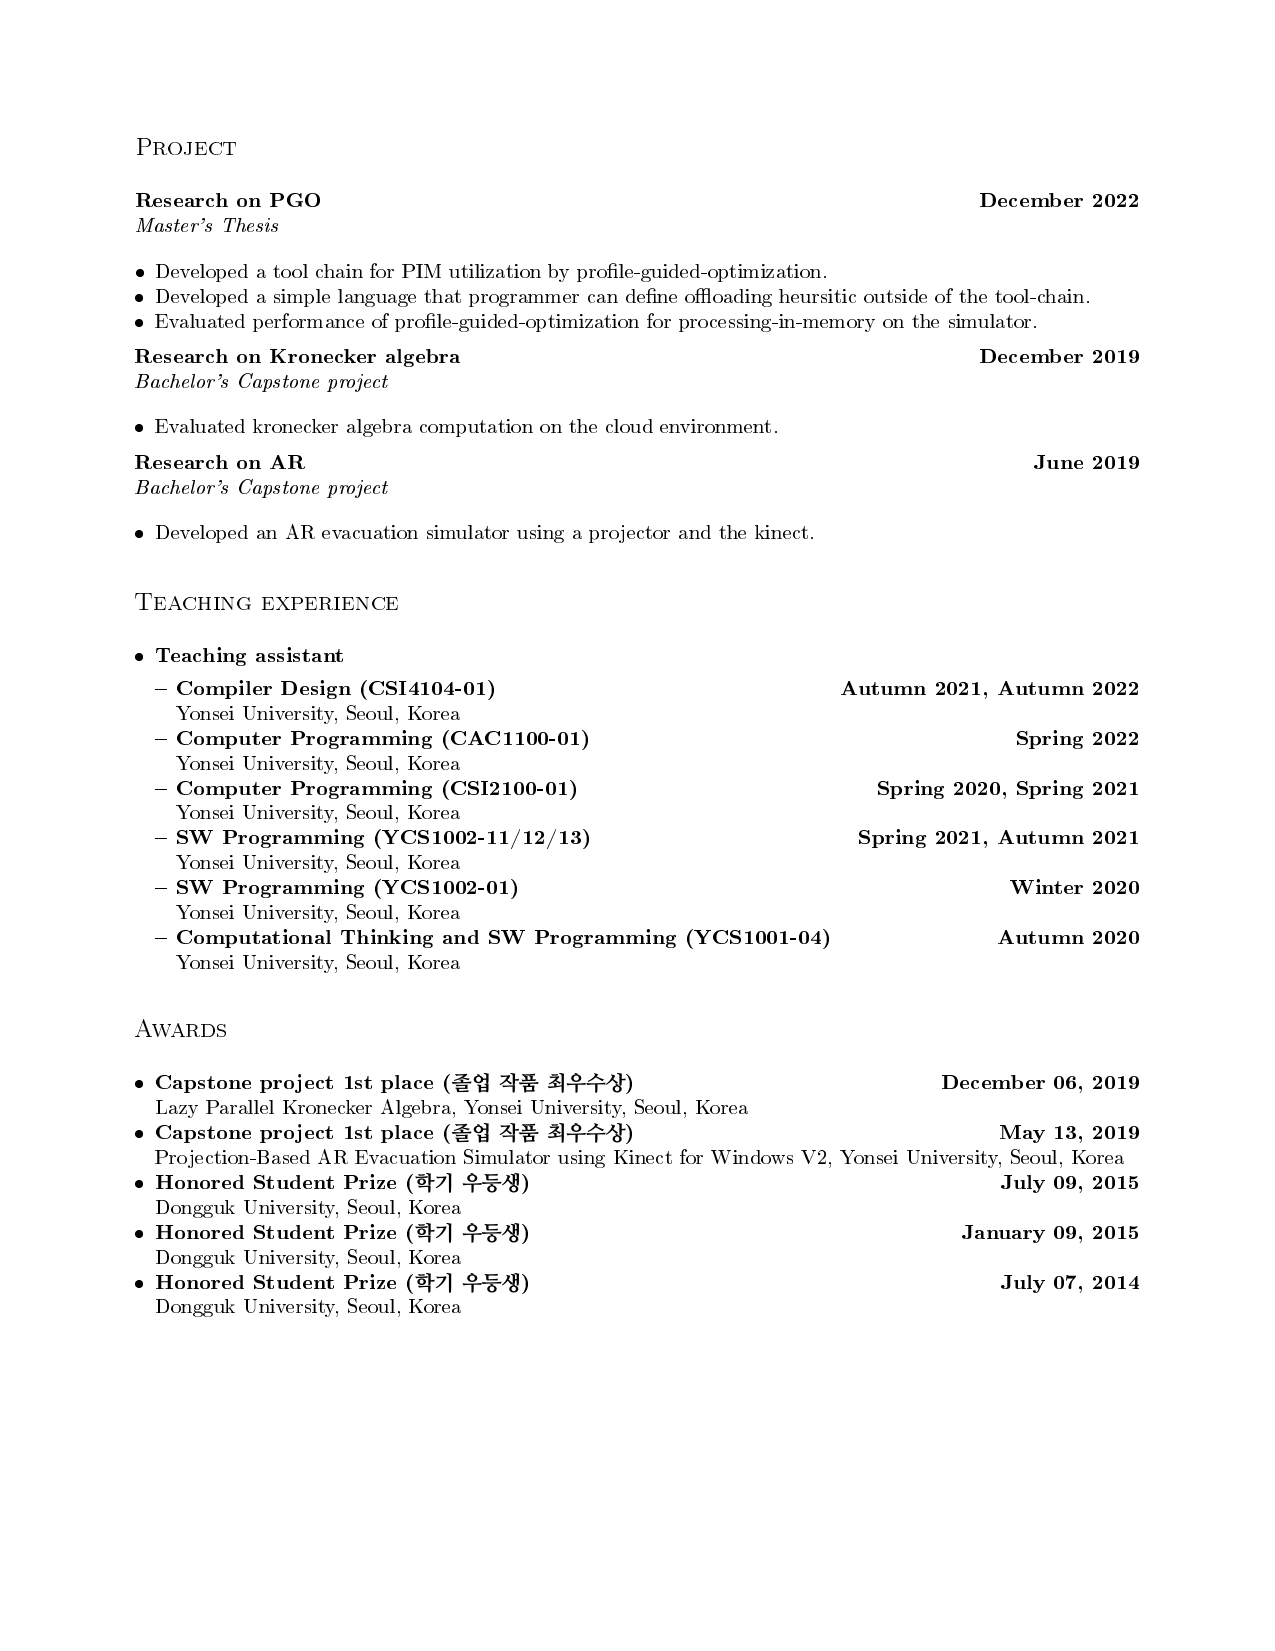 Project
Research on PGO December 2022
Master's Thesis
• Developed a tool chain for PIM utilization by profile-guided-optimization.
• Developed a simple language that programmer can define offloading heursitic outside of the tool-chain.
• Evaluated performance of profile-guided-optimization for processing-in-memory on the simulator.
Research on Kronecker algebra December 2019
Bachelor's Capstone project
• Evaluated kronecker algebra computation on the cloud environment.
Research on AR June 2019
Bachelor's Capstone project
• Developed an AR evacuation simulator using a projector and the kinect.
Teaching experience
• Teaching assistant
– Compiler Design (CSI4104-01) Autumn 2021, Autumn 2022
Yonsei University, Seoul, Korea
– Computer Programming (CAC1100-01) Spring 2022
Yonsei University, Seoul, Korea
– Computer Programming (CSI2100-01) Spring 2020, Spring 2021
Yonsei University, Seoul, Korea
– SW Programming (YCS1002-11/12/13) Spring 2021, Autumn 2021
Yonsei University, Seoul, Korea
– SW Programming (YCS1002-01) Winter 2020
Yonsei University, Seoul, Korea
– Computational Thinking and SW Programming (YCS1001-04) Autumn 2020
Yonsei University, Seoul, Korea
Awards
• Capstone project 1st place (졸업 작품 최우수상) December 06, 2019
Lazy Parallel Kronecker Algebra, Yonsei University, Seoul, Korea
• Capstone project 1st place (졸업 작품 최우수상) May 13, 2019
Projection-Based AR Evacuation Simulator using Kinect for Windows V2, Yonsei University, Seoul, Korea
• Honored Student Prize (학기 우등생) July 09, 2015
Dongguk University, Seoul, Korea
• Honored Student Prize (학기 우등생) January 09, 2015
Dongguk University, Seoul, Korea
• Honored Student Prize (학기 우등생) July 07, 2014
Dongguk University, Seoul, Korea